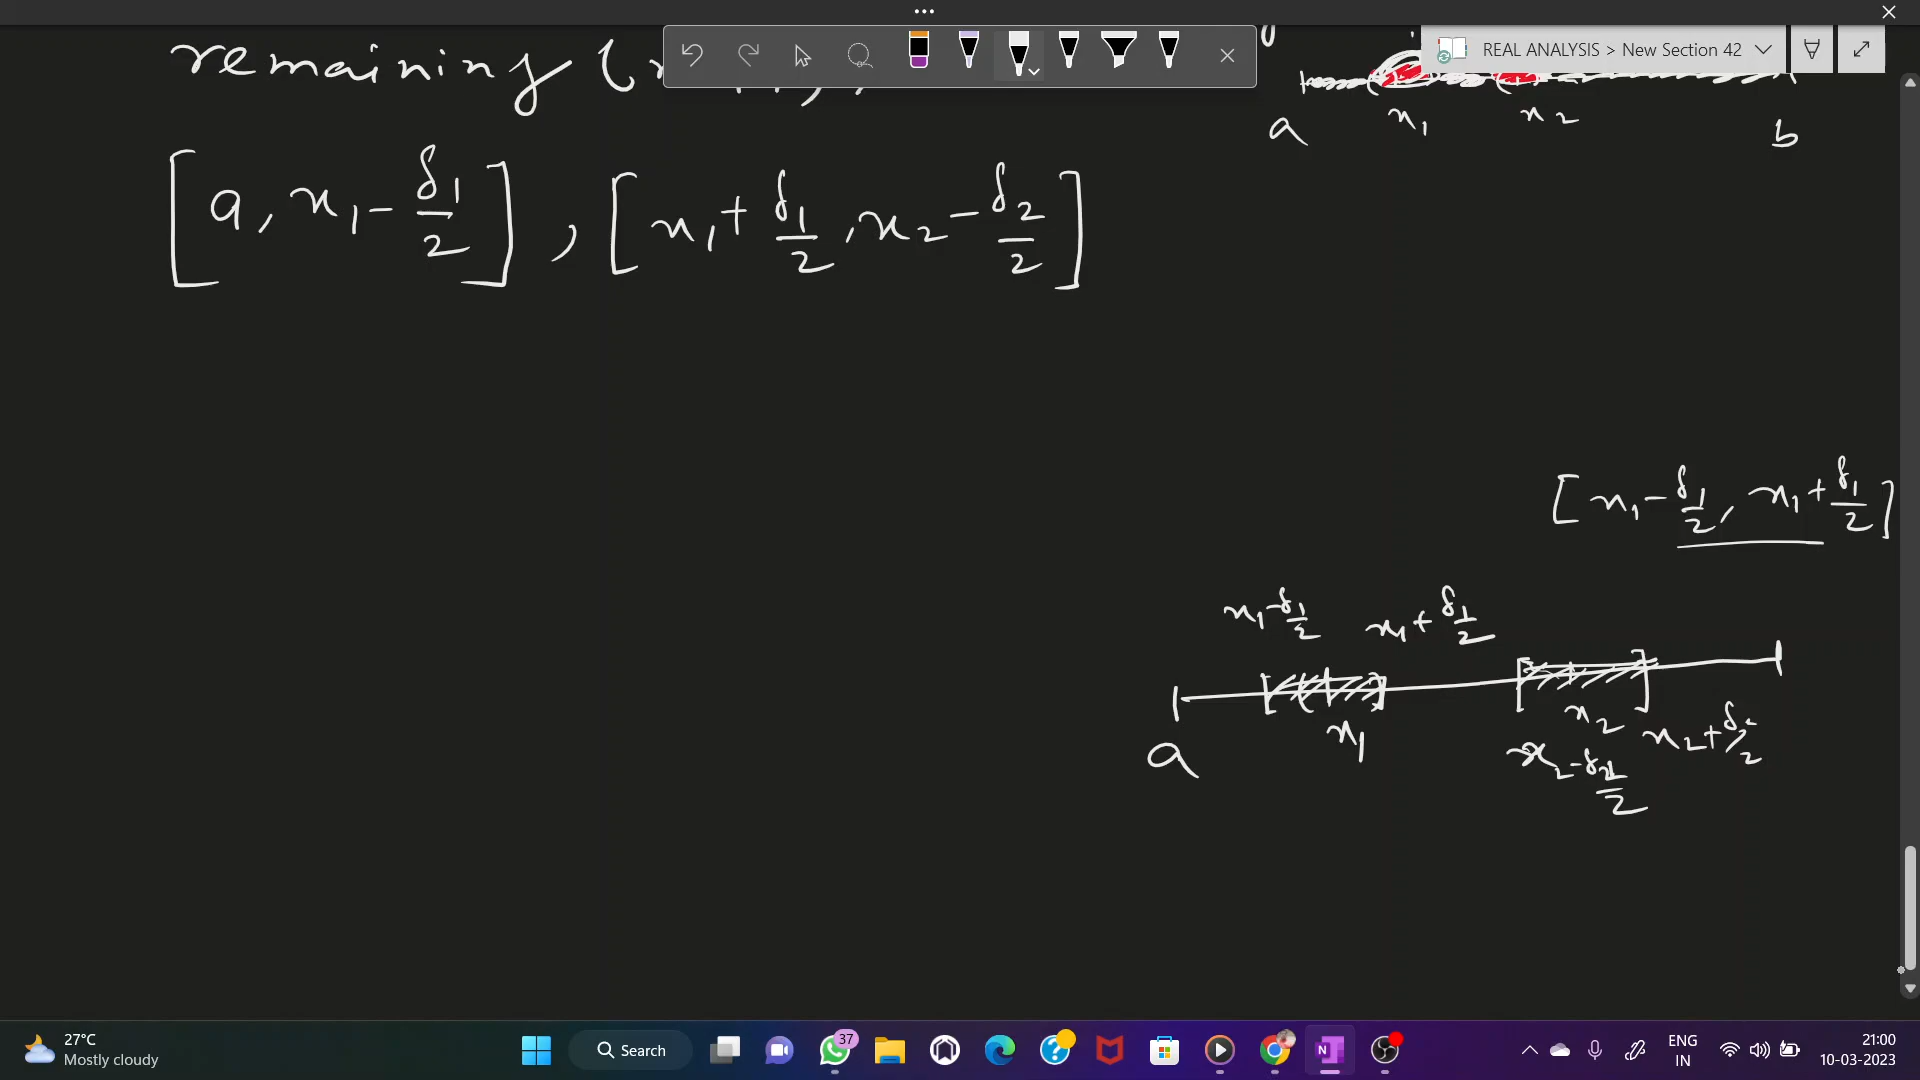 REAL ANALYSIS > New Section 42
remaining
a x₁ x₂ b
[a, x₁ - δ₁/2], [x₁ + δ₁/2, x₂ - δ₂/2]
[x₁ - δ₁/2, x₁ + δ₁/2]
x₁ - δ₁/2 x₁ + δ₁/2
a x₁ x₂
x₂ - δ₂/2 x₂ + δ₂/2
27°C
Mostly cloudy
Search
37
ENG
IN
21:00
10-03-2023